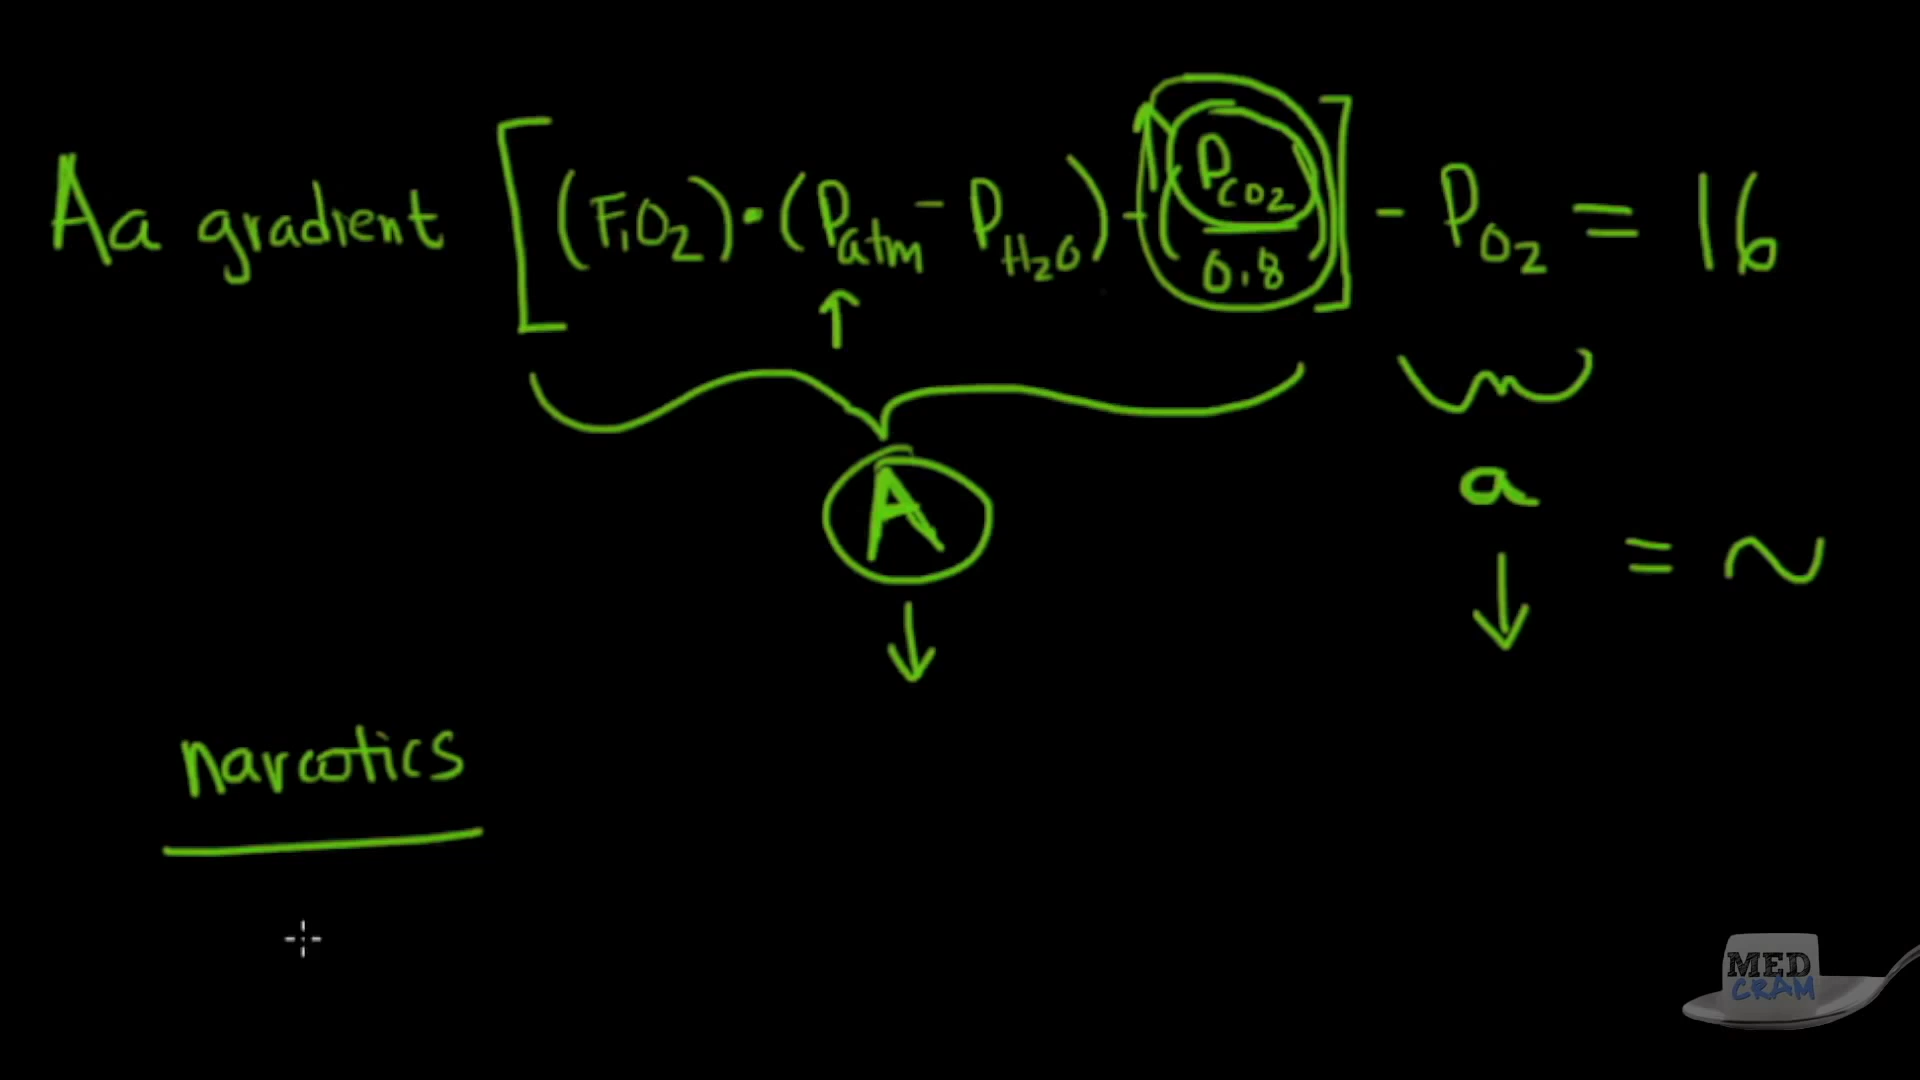 Aa gradient [(FiO2) · (Patm - PH2O) - (PCO2/0.8)] - PO2 = 16
↑
A a
= ~
↓ ↓
narcotics
MED
CRAM